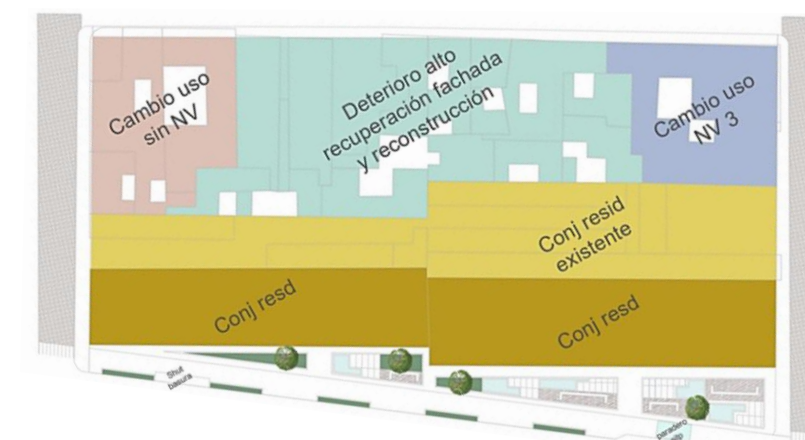 Cambio uso
sin NV
Deterioro alto
recuperación fachada
y reconstrucción
Cambio uso
NV 3
Conj resid
existente
Conj resd
Conj resd
Shut
basura
paradero